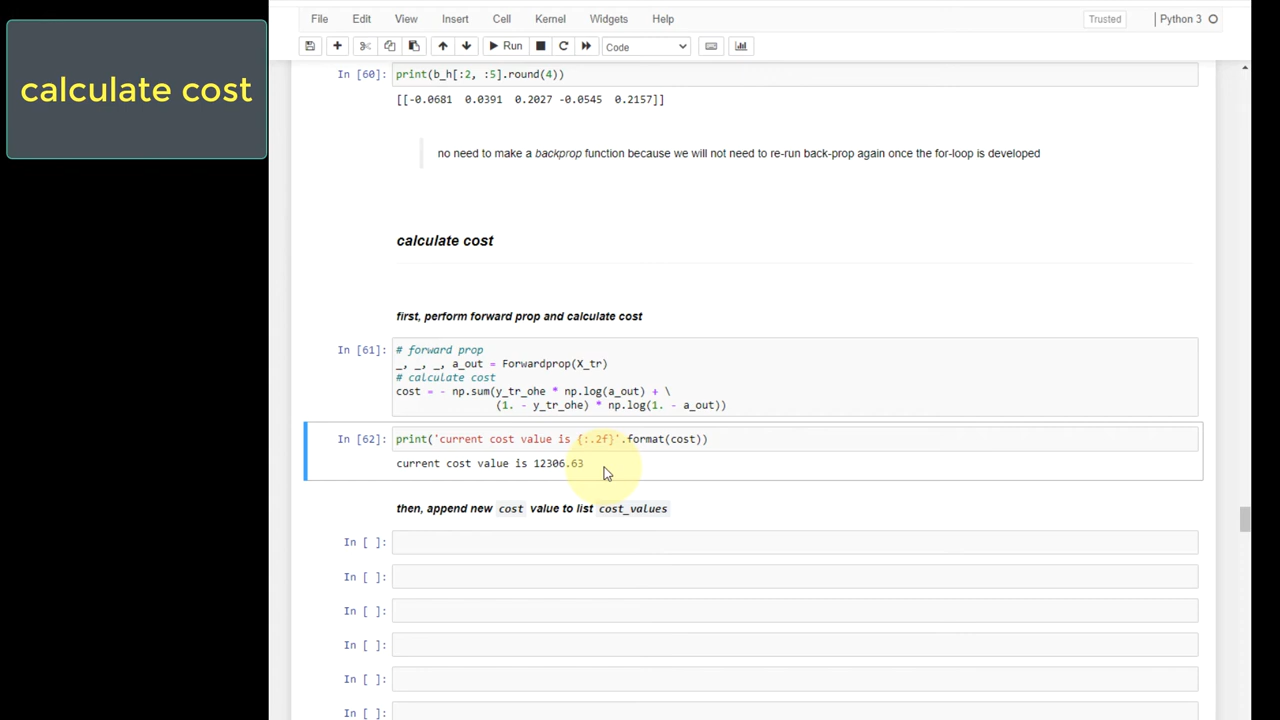 calculate cost
File Edit View Insert Cell Kernel Widgets Help
Trusted Python 3
Run Code
In [60]: print(b_h[:2, :5].round(4))
[[-0.0681 0.0391 0.2027 -0.0545 0.2157]]
no need to make a backprop function because we will not need to re-run back-prop again once the for-loop is developed
calculate cost
first, perform forward prop and calculate cost
In [61]: # forward prop
_, _, _, a_out = Forwardprop(X_tr)
# calculate cost
cost = - np.sum(y_tr_ohe * np.log(a_out) + \
(1. - y_tr_ohe) * np.log(1. - a_out))
In [62]: print('current cost value is {:.2f}'.format(cost))
current cost value is 12306.63
then, append new cost value to list cost_values
In [ ]:
In [ ]:
In [ ]:
In [ ]:
In [ ]:
In [ ]: